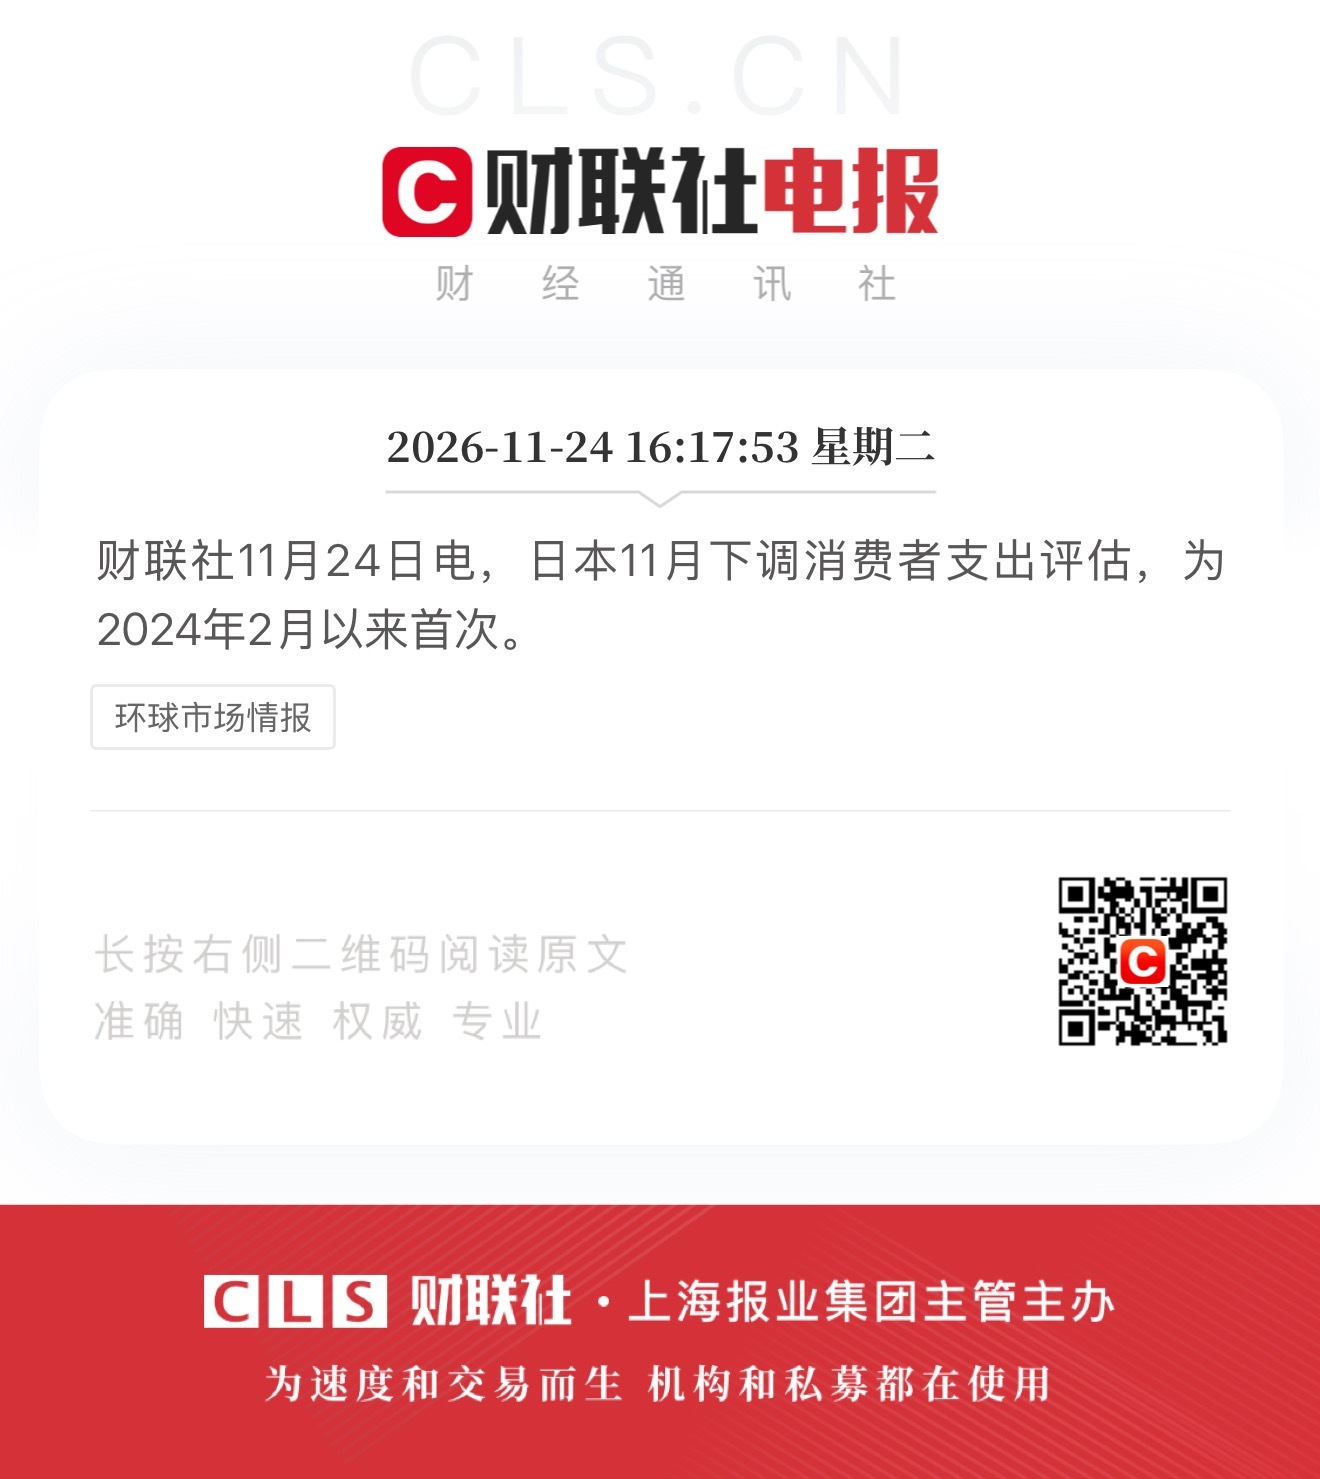 CLS.CN
C 财联社电报
财经通讯社
2026-11-24 16:17:53 星期二
财联社11月24日电，日本11月下调消费者支出评估，为
2024年2月以来首次。
环球市场情报
长按右侧二维码阅读原文
准确 快速 权威 专业
C
CLS 财联社·上海报业集团主管主办
为速度和交易而生 机构和私募都在使用